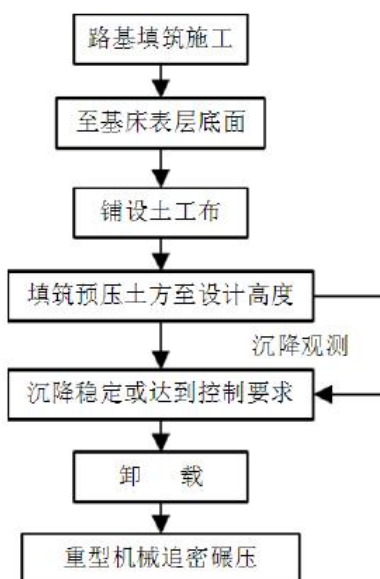 路基填筑施工
至基床表层底面
铺设土工布
填筑预压土方至设计高度
沉降观测
沉降稳定或达到控制要求
卸 载
重型机械追密碾压